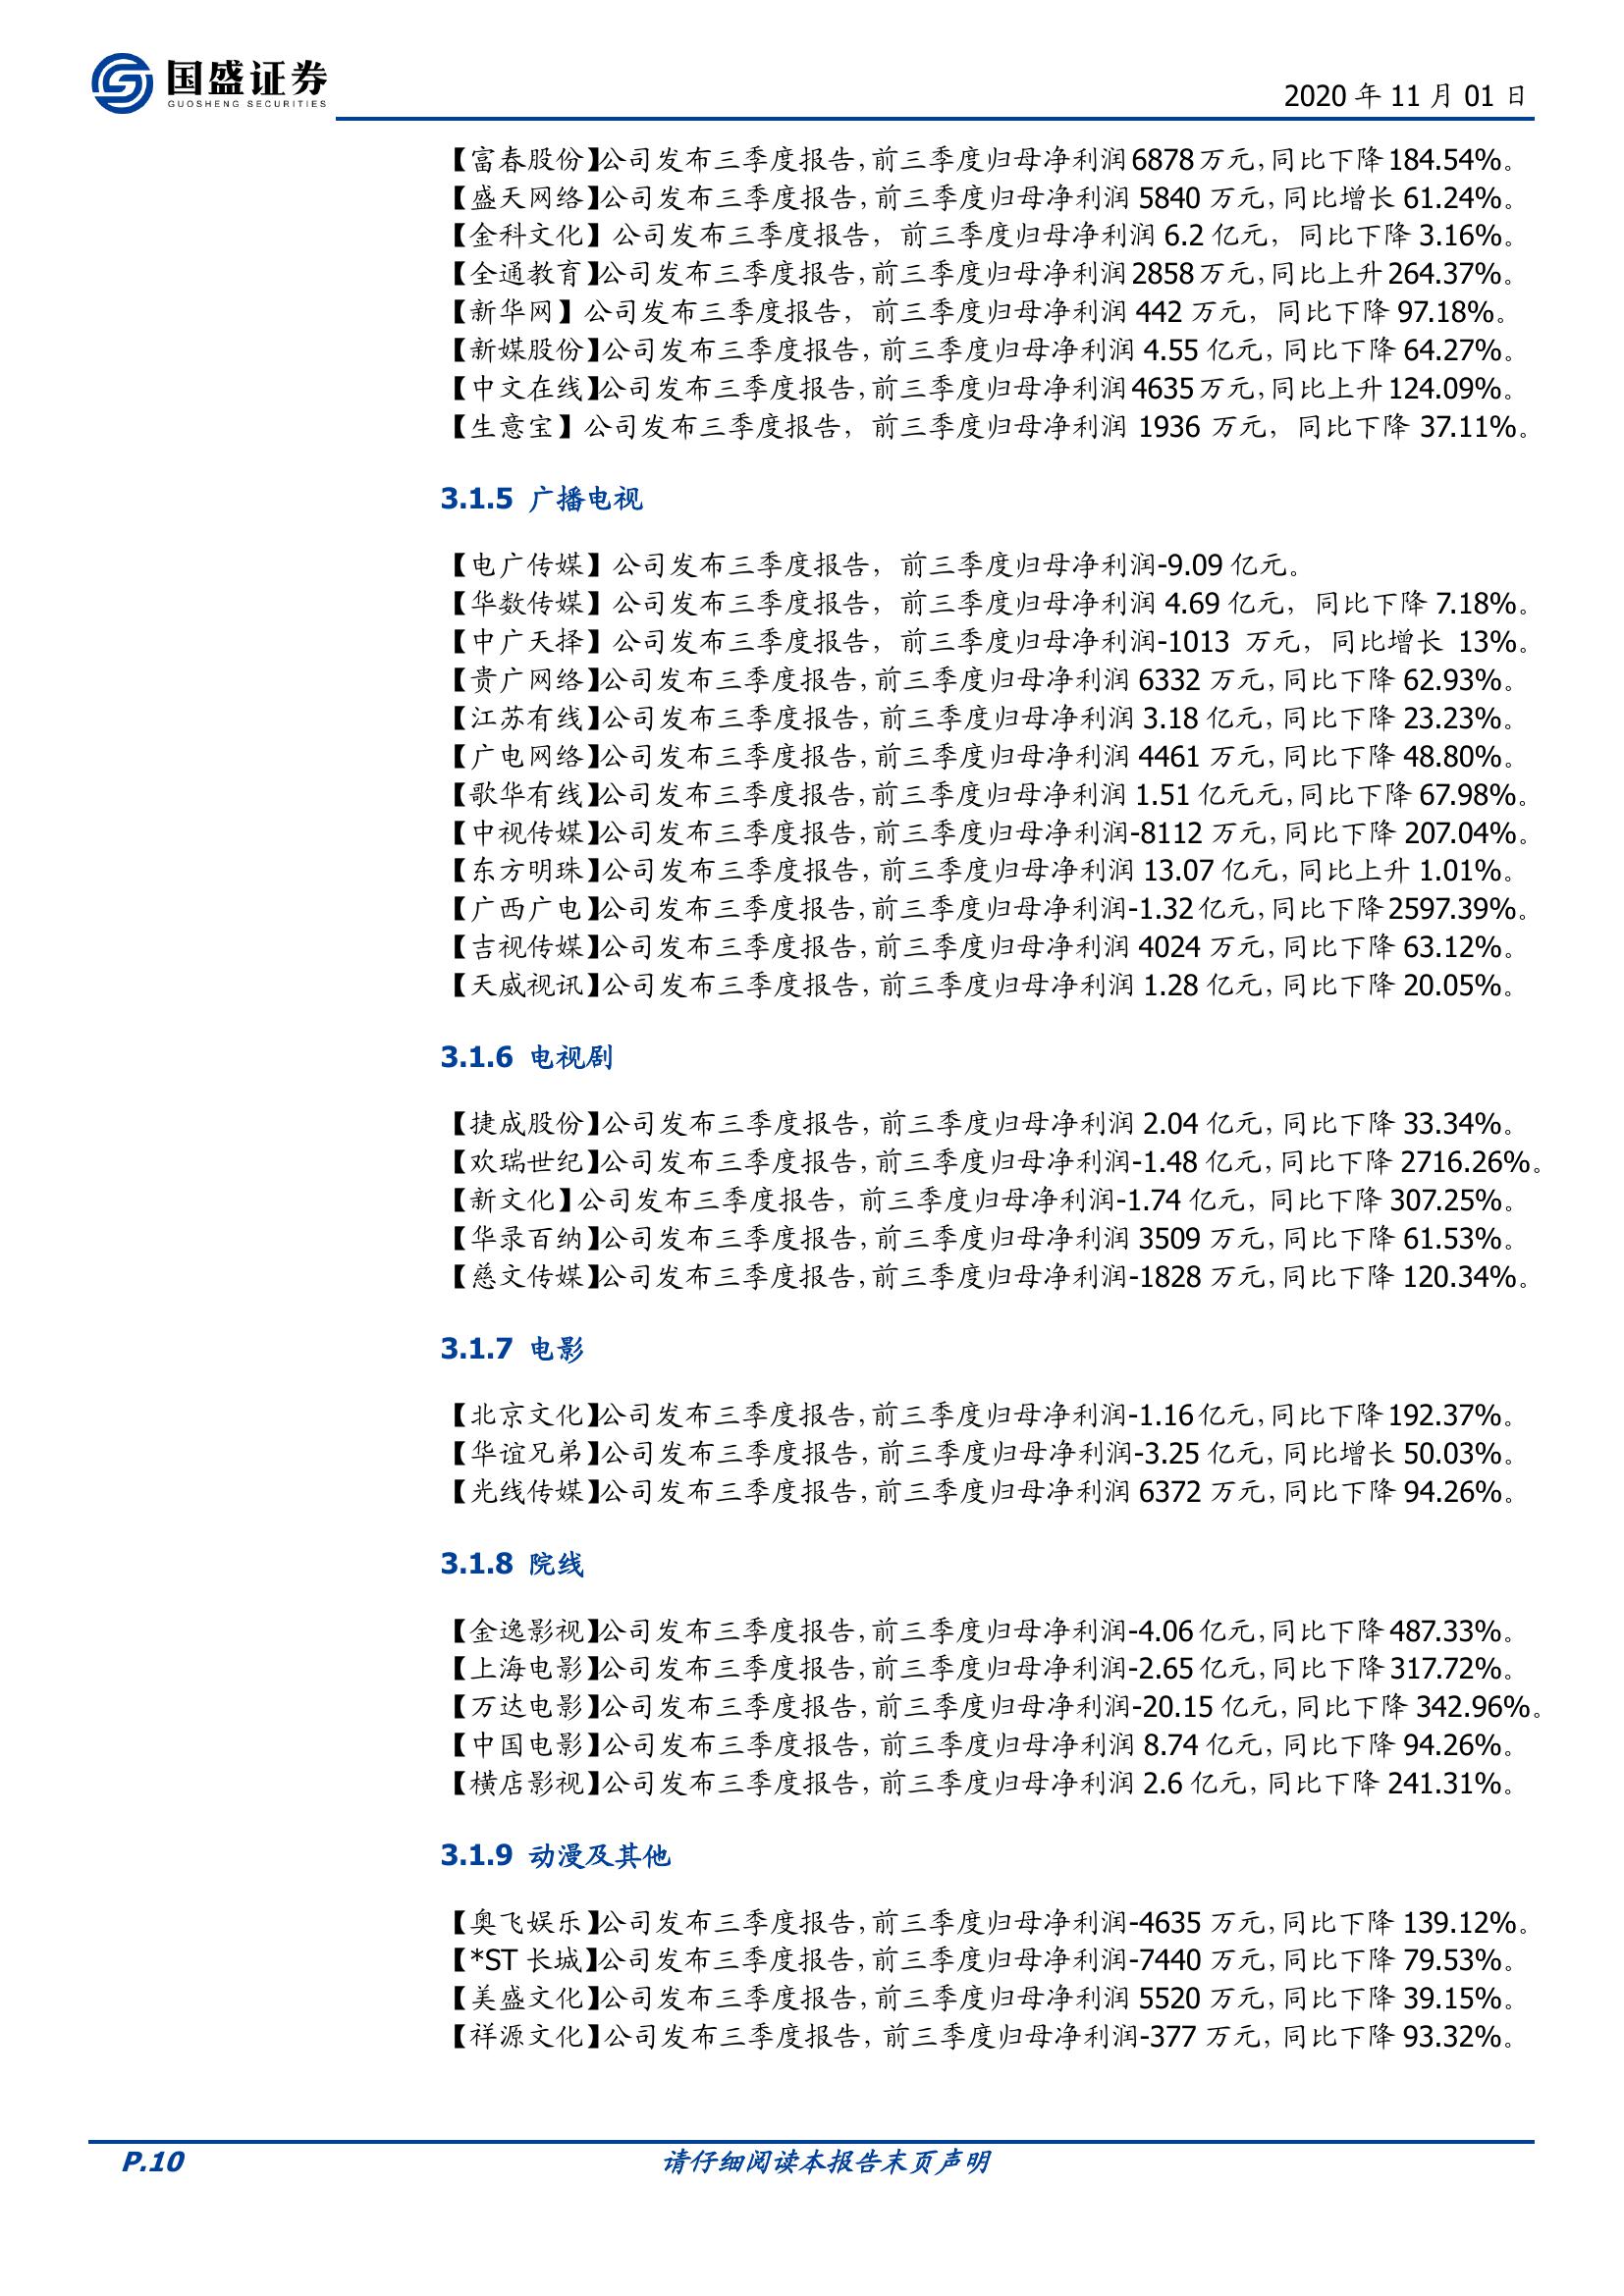 国盛证券
GUOSHENG SECURITIES
2020 年 11 月 01 日
【富春股份】公司发布三季度报告，前三季度归母净利润 6878 万元，同比下降 184.54%。
【盛天网络】公司发布三季度报告，前三季度归母净利润 5840 万元，同比增长 61.24%。
【金科文化】公司发布三季度报告，前三季度归母净利润 6.2 亿元，同比下降 3.16%。
【全通教育】公司发布三季度报告，前三季度归母净利润 2858 万元，同比上升 264.37%。
【新华网】公司发布三季度报告，前三季度归母净利润 442 万元，同比下降 97.18%。
【新媒股份】公司发布三季度报告，前三季度归母净利润 4.55 亿元，同比下降 64.27%。
【中文在线】公司发布三季度报告，前三季度归母净利润 4635 万元，同比上升 124.09%。
【生意宝】公司发布三季度报告，前三季度归母净利润 1936 万元，同比下降 37.11%。
3.1.5 广播电视
【电广传媒】公司发布三季度报告，前三季度归母净利润-9.09 亿元。
【华数传媒】公司发布三季度报告，前三季度归母净利润 4.69 亿元，同比下降 7.18%。
【中广天择】公司发布三季度报告，前三季度归母净利润-1013 万元，同比增长 13%。
【贵广网络】公司发布三季度报告，前三季度归母净利润 6332 万元，同比下降 62.93%。
【江苏有线】公司发布三季度报告，前三季度归母净利润 3.18 亿元，同比下降 23.23%。
【广电网络】公司发布三季度报告，前三季度归母净利润 4461 万元，同比下降 48.80%。
【歌华有线】公司发布三季度报告，前三季度归母净利润 1.51 亿元元，同比下降 67.98%。
【中视传媒】公司发布三季度报告，前三季度归母净利润-8112 万元，同比下降 207.04%。
【东方明珠】公司发布三季度报告，前三季度归母净利润 13.07 亿元，同比上升 1.01%。
【广西广电】公司发布三季度报告，前三季度归母净利润-1.32 亿元，同比下降 2597.39%。
【吉视传媒】公司发布三季度报告，前三季度归母净利润 4024 万元，同比下降 63.12%。
【天威视讯】公司发布三季度报告，前三季度归母净利润 1.28 亿元，同比下降 20.05%。
3.1.6 电视剧
【捷成股份】公司发布三季度报告，前三季度归母净利润 2.04 亿元，同比下降 33.34%。
【欢瑞世纪】公司发布三季度报告，前三季度归母净利润-1.48 亿元，同比下降 2716.26%。
【新文化】公司发布三季度报告，前三季度归母净利润-1.74 亿元，同比下降 307.25%。
【华录百纳】公司发布三季度报告，前三季度归母净利润 3509 万元，同比下降 61.53%。
【慈文传媒】公司发布三季度报告，前三季度归母净利润-1828 万元，同比下降 120.34%。
3.1.7 电影
【北京文化】公司发布三季度报告，前三季度归母净利润-1.16 亿元，同比下降 192.37%。
【华谊兄弟】公司发布三季度报告，前三季度归母净利润-3.25 亿元，同比增长 50.03%。
【光线传媒】公司发布三季度报告，前三季度归母净利润 6372 万元，同比下降 94.26%。
3.1.8 院线
【金逸影视】公司发布三季度报告，前三季度归母净利润-4.06 亿元，同比下降 487.33%。
【上海电影】公司发布三季度报告，前三季度归母净利润-2.65 亿元，同比下降 317.72%。
【万达电影】公司发布三季度报告，前三季度归母净利润-20.15 亿元，同比下降 342.96%。
【中国电影】公司发布三季度报告，前三季度归母净利润 8.74 亿元，同比下降 94.26%。
【横店影视】公司发布三季度报告，前三季度归母净利润 2.6 亿元，同比下降 241.31%。
3.1.9 动漫及其他
【奥飞娱乐】公司发布三季度报告，前三季度归母净利润-4635 万元，同比下降 139.12%。
【*ST 长城】公司发布三季度报告，前三季度归母净利润-7440 万元，同比下降 79.53%。
【美盛文化】公司发布三季度报告，前三季度归母净利润 5520 万元，同比下降 39.15%。
【祥源文化】公司发布三季度报告，前三季度归母净利润-377 万元，同比下降 93.32%。
P.10
请仔细阅读本报告末页声明